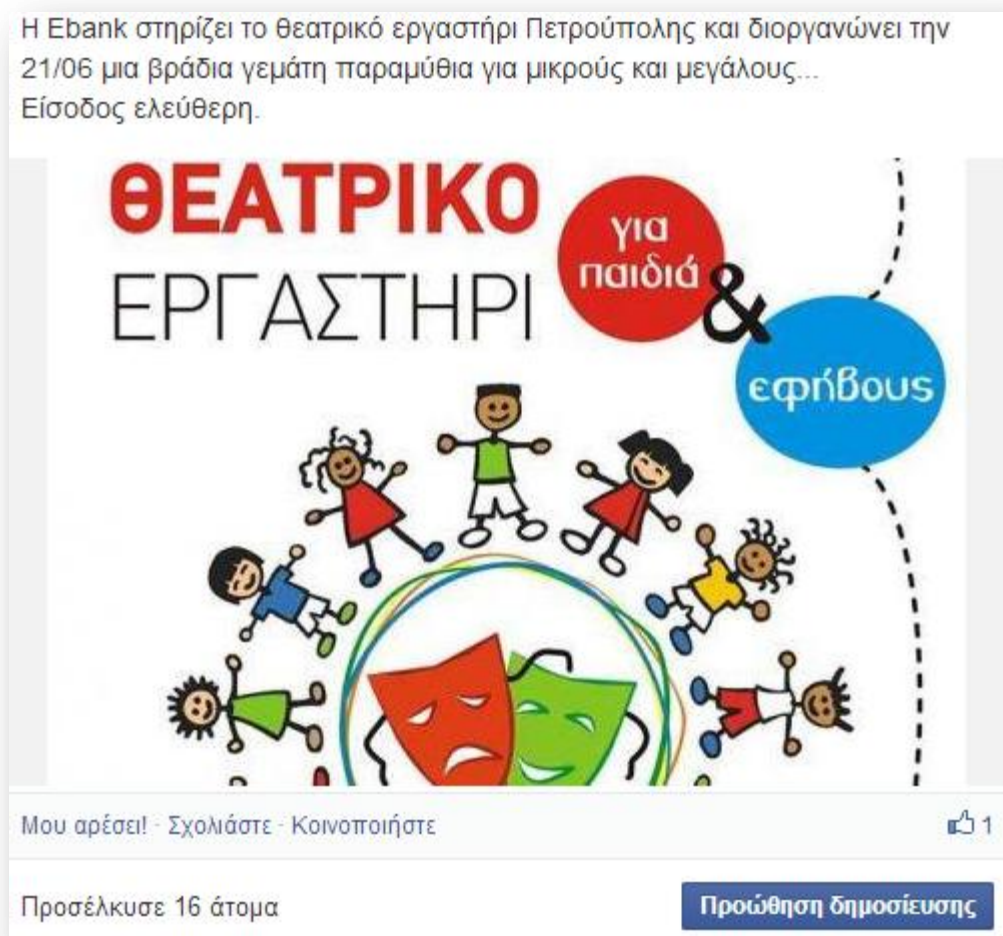 Η Ebank στηρίζει το θεατρικό εργαστήρι Πετρούπολης και διοργανώνει την
21/06 μια βράδια γεμάτη παραμύθια για μικρούς και μεγάλους...
Είσοδος ελεύθερη.
ΘΕΑΤΡΙΚΟ
ΕΡΓΑΣΤΗΡΙ
για
παιδιά
&
εφήβους
Μου αρέσει! · Σχολιάστε · Κοινοποιήστε
1
Προσέλκυσε 16 άτομα
Προώθηση δημοσίευσης